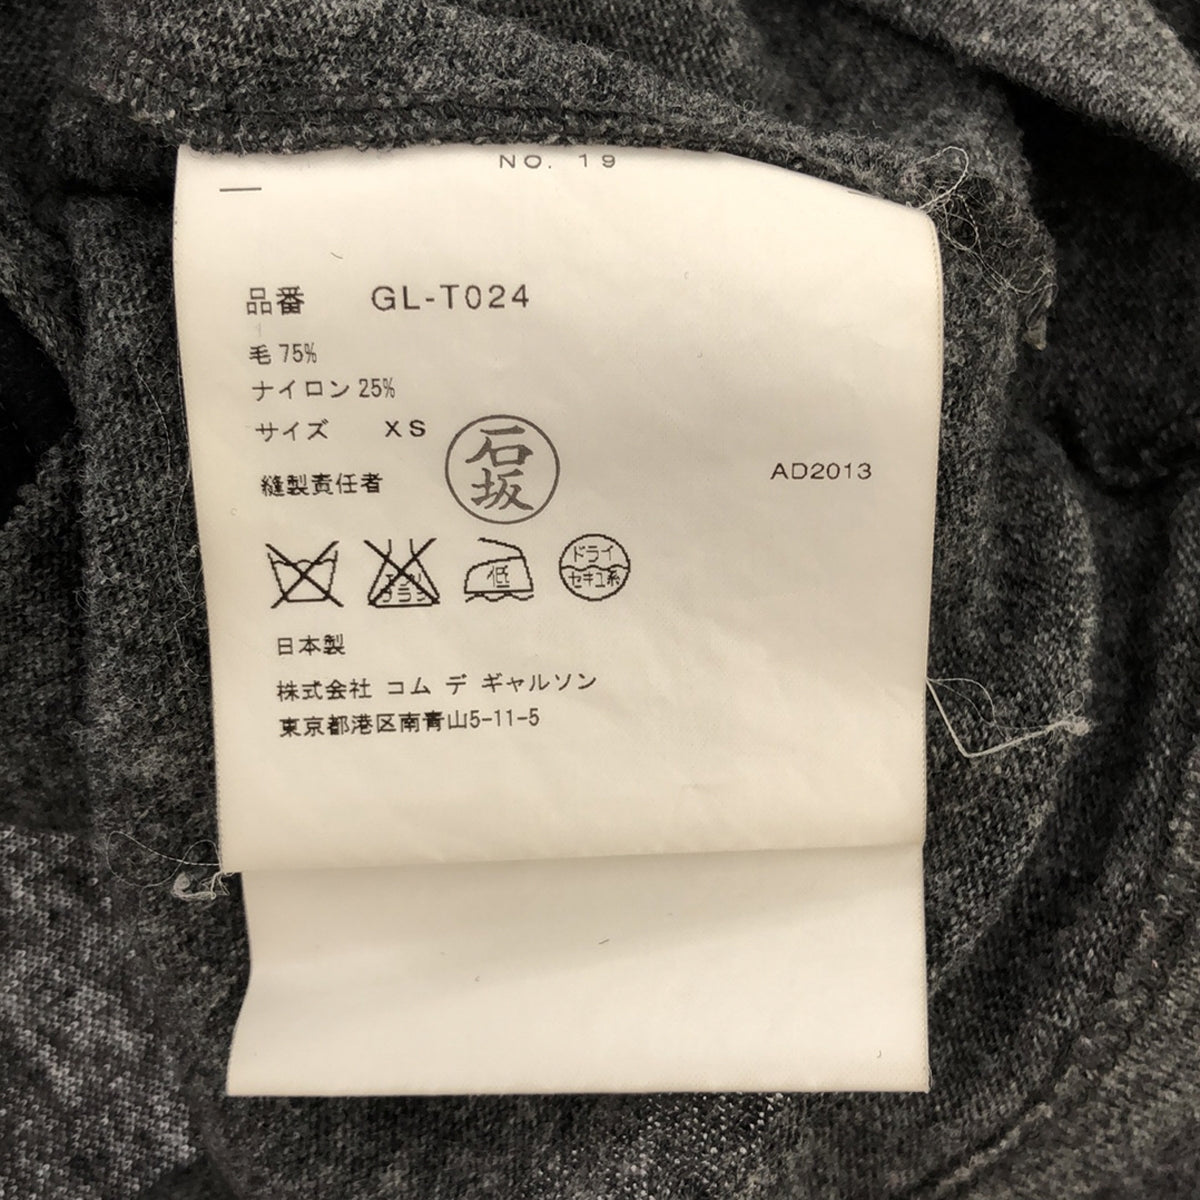 NO. 19
品番 GL-T024
毛 75%
ナイロン 25%
サイズ XS
石坂
縫製責任者
AD2013
エンソ
低
ドライ
セキユ系
日本製
株式会社 コム デ ギャルソン
東京都港区南青山5-11-5